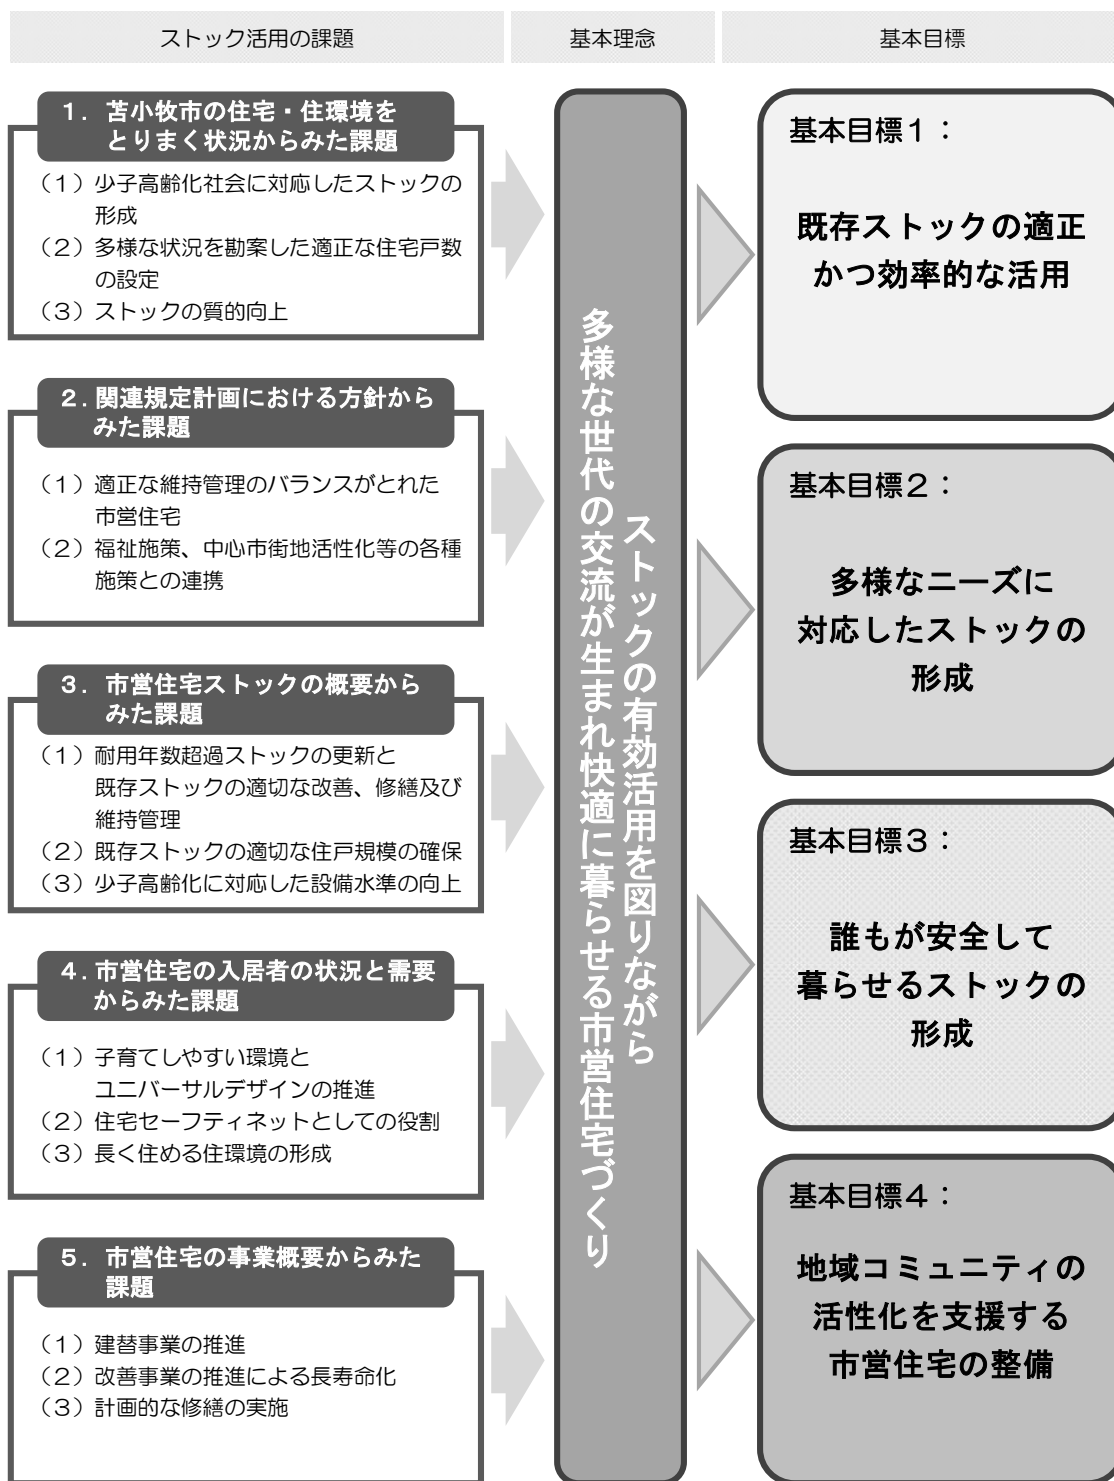 ストック活用の課題
基本理念
基本目標
１．苫小牧市の住宅・住環境を
とりまく状況からみた課題
（１）少子高齢化社会に対応したストックの
形成
（２）多様な状況を勘案した適正な住宅戸数
の設定
（３）ストックの質的向上
２．関連規定計画における方針から
みた課題
（１）適正な維持管理のバランスがとれた
市営住宅
（２）福祉施策、中心市街地活性化等の各種
施策との連携
３．市営住宅ストックの概要から
みた課題
（１）耐用年数超過ストックの更新と
既存ストックの適切な改善、修繕及び
維持管理
（２）既存ストックの適切な住戸規模の確保
（３）少子高齢化に対応した設備水準の向上
４．市営住宅の入居者の状況と需要
からみた課題
（１）子育てしやすい環境と
ユニバーサルデザインの推進
（２）住宅セーフティネットとしての役割
（３）長く住める住環境の形成
５．市営住宅の事業概要からみた
課題
（１）建替事業の推進
（２）改善事業の推進による長寿命化
（３）計画的な修繕の実施
ストックの有効活用を図りながら
多様な世代の交流が生まれ快適に暮らせる市営住宅づくり
基本目標１：
既存ストックの適正
かつ効率的な活用
基本目標２：
多様なニーズに
対応したストックの
形成
基本目標３：
誰もが安全して
暮らせるストックの
形成
基本目標４：
地域コミュニティの
活性化を支援する
市営住宅の整備